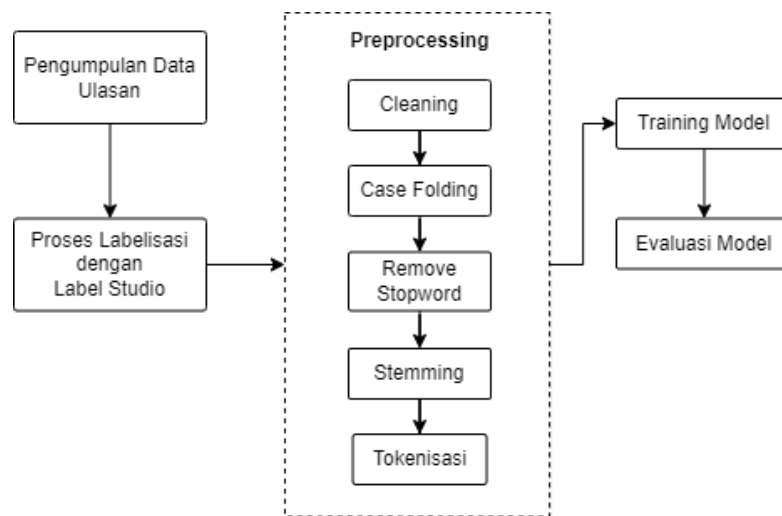 Pengumpulan Data
Ulasan
Proses Labelisasi
dengan
Label Studio
Preprocessing
Cleaning
Case Folding
Remove
Stopword
Stemming
Tokenisasi
Training Model
Evaluasi Model